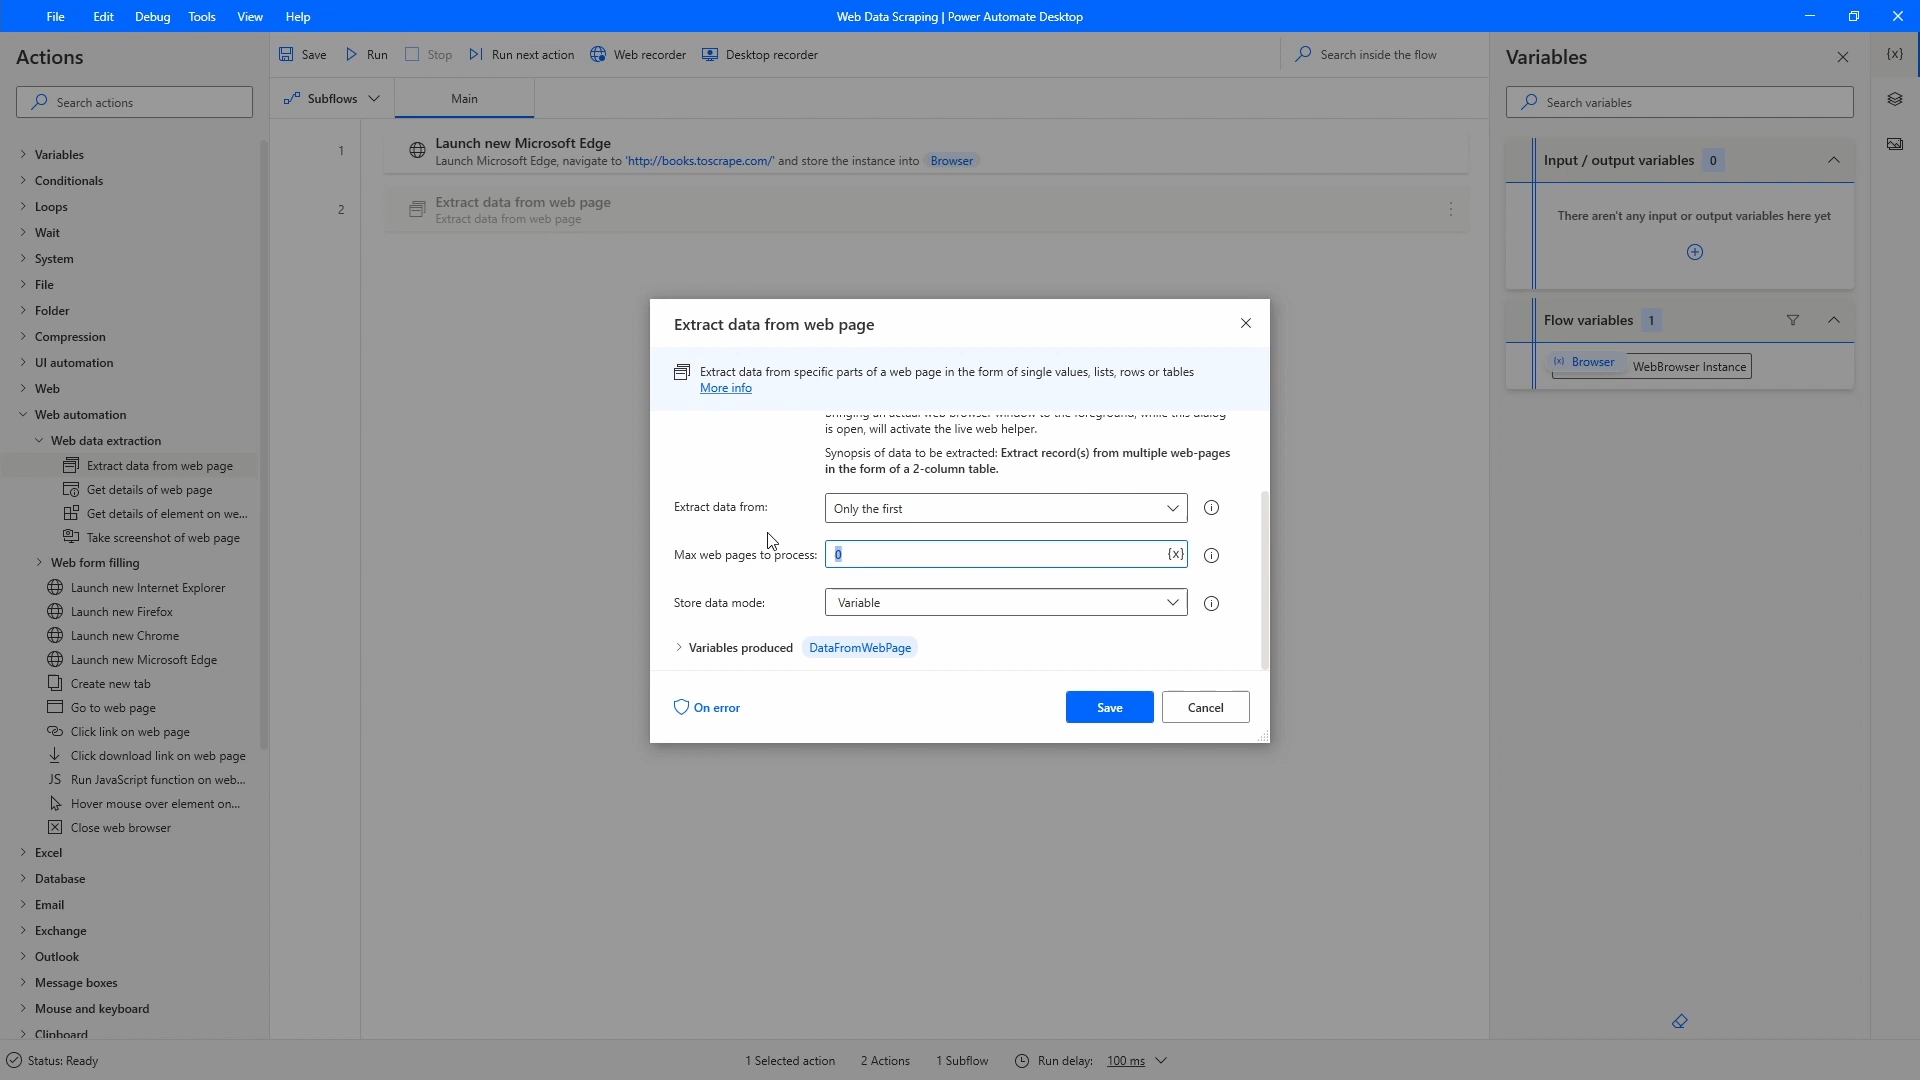 File Edit Debug Tools View Help
Web Data Scraping | Power Automate Desktop
Actions
Search actions
Variables
Conditionals
Loops
Wait
System
File
Folder
Compression
UI automation
Web
Web automation
Web data extraction
Extract data from web page
Get details of web page
Get details of element on we...
Take screenshot of web page
Web form filling
Launch new Internet Explorer
Launch new Firefox
Launch new Chrome
Launch new Microsoft Edge
Create new tab
Go to web page
Click link on web page
Click download link on web page
JS Run JavaScript function on web...
Hover mouse over element on...
Close web browser
Excel
Database
Email
Exchange
Outlook
Message boxes
Mouse and keyboard
Clipboard
Save Run Stop Run next action Web recorder Desktop recorder
Search inside the flow
Subflows Main
1 Launch new Microsoft Edge
Launch Microsoft Edge, navigate to 'http://books.toscrape.com/' and store the instance into Browser
2 Extract data from web page
Extract data from web page
Extract data from web page
Extract data from specific parts of a web page in the form of single values, lists, rows or tables
More info
is open, will activate the live web helper.
Synopsis of data to be extracted: Extract record(s) from multiple web-pages
in the form of a 2-column table.
Extract data from: Only the first
Max web pages to process: 0 {x}
Store data mode: Variable
Variables produced DataFromWebPage
On error
Save Cancel
Variables
{x}
Search variables
Input / output variables 0
There aren't any input or output variables here yet
Flow variables 1
(x) Browser WebBrowser Instance
Status: Ready
1 Selected action 2 Actions 1 Subflow Run delay: 100 ms